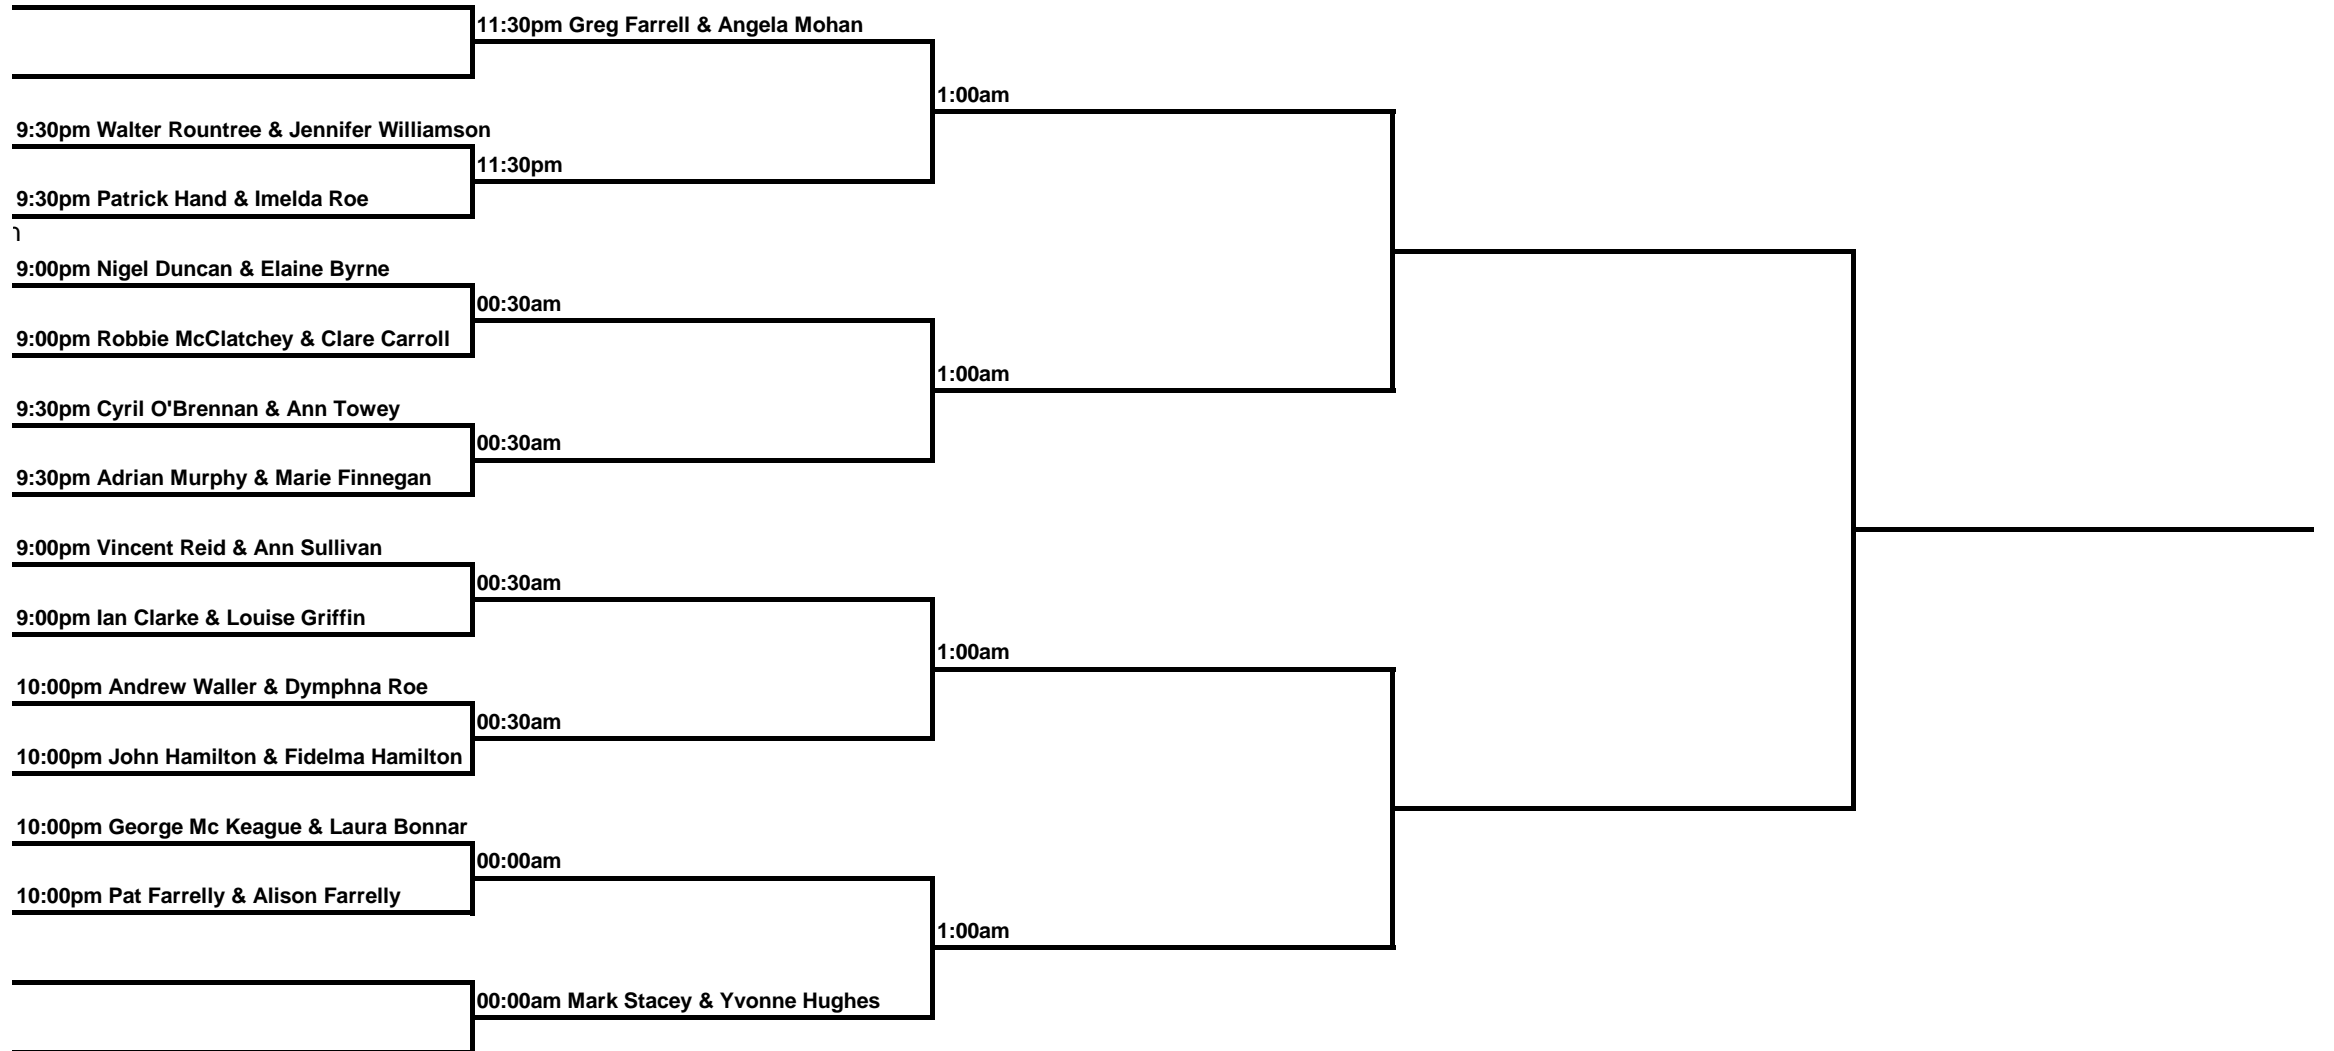 11:30pm Greg Farrell & Angela Mohan
1:00am
9:30pm Walter Rountree & Jennifer Williamson
11:30pm
9:30pm Patrick Hand & Imelda Roe
9:00pm Nigel Duncan & Elaine Byrne
00:30am
9:00pm Robbie McClatchey & Clare Carroll
1:00am
9:30pm Cyril O'Brennan & Ann Towey
00:30am
9:30pm Adrian Murphy & Marie Finnegan
9:00pm Vincent Reid & Ann Sullivan
00:30am
9:00pm Ian Clarke & Louise Griffin
1:00am
10:00pm Andrew Waller & Dymphna Roe
00:30am
10:00pm John Hamilton & Fidelma Hamilton
10:00pm George Mc Keague & Laura Bonnar
00:00am
10:00pm Pat Farrelly & Alison Farrelly
1:00am
00:00am Mark Stacey & Yvonne Hughes